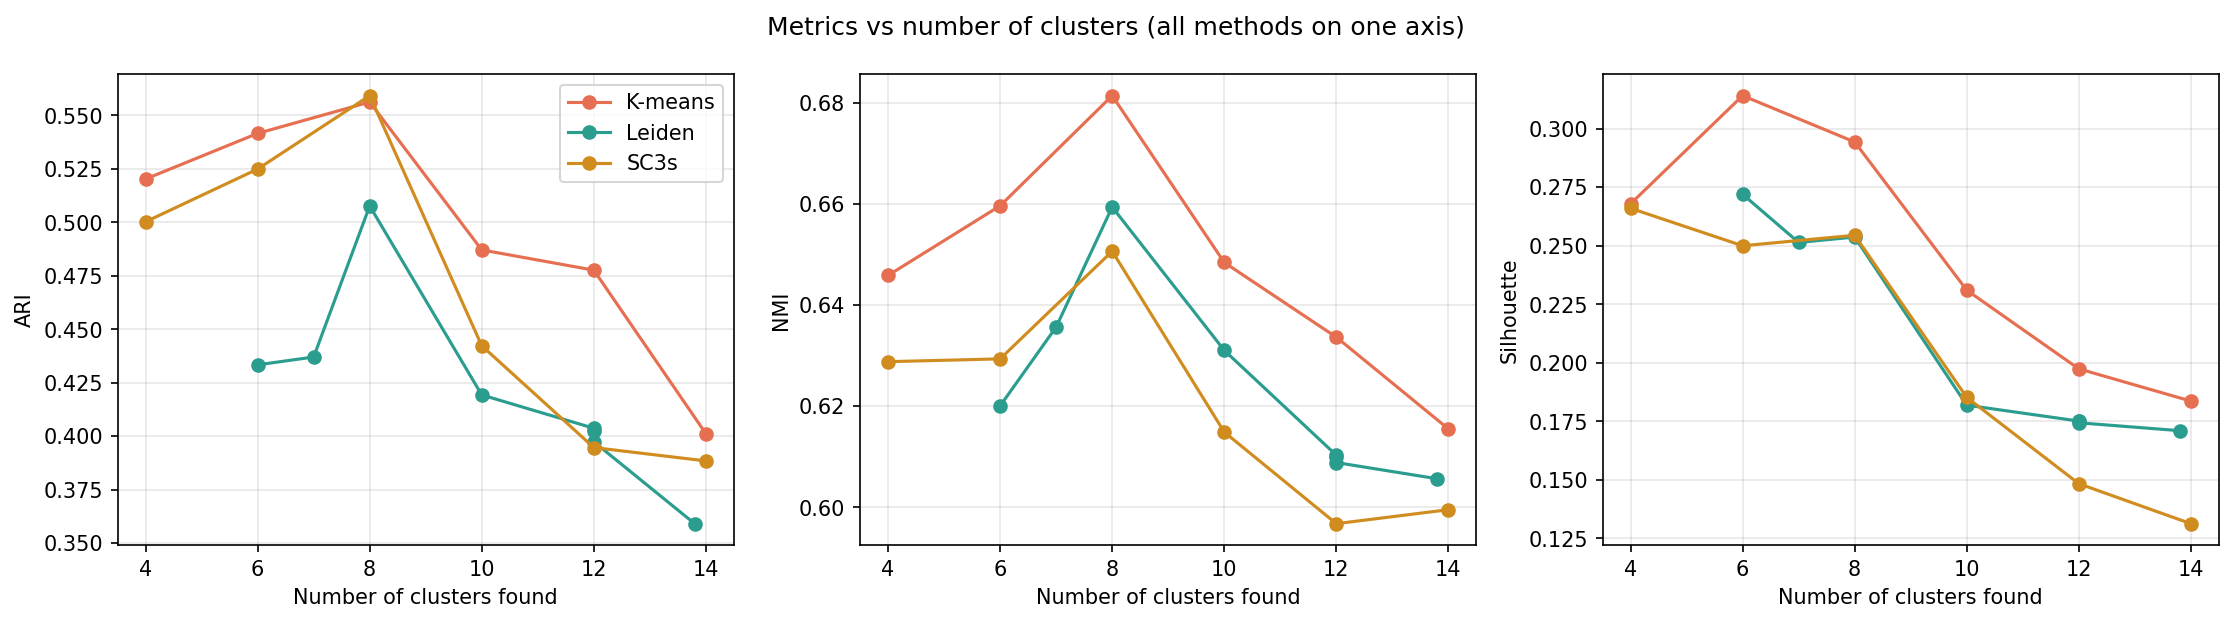 Metrics vs number of clusters (all methods on one axis)
ARI
0.550
0.525
0.500
0.475
0.450
0.425
0.400
0.375
0.350
4 6 8 10 12 14
Number of clusters found
K-means
Leiden
SC3s
NMI
0.68
0.66
0.64
0.62
0.60
4 6 8 10 12 14
Number of clusters found
Silhouette
0.300
0.275
0.250
0.225
0.200
0.175
0.150
0.125
4 6 8 10 12 14
Number of clusters found